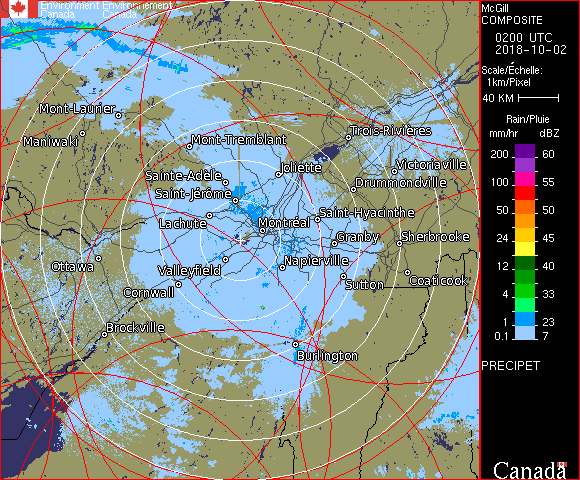 Environment Environnement
Canada Canada
McGill
COMPOSITE
0200 UTC
2018-10-02
Scale/Échelle:
1km/Pixel
40 KM
Rain/Pluie
mm/hr dBZ
200 60
100 55
50 50
24 45
12 40
8 33
4 30
1 23
0.1 7
PRECIPET
Canada
Mont-Laurier
Maniwaki
Mont-Tremblant
Trois-Rivières
Sainte-Adèle
Joliette
Victoriaville
Saint-Jérôme
Drummondville
Lachute
Montréal
Saint-Hyacinthe
Granby
Sherbrooke
Ottawa
Valleyfield
Napierville
Cornwall
Sutton
Coaticook
Brockville
Burlington